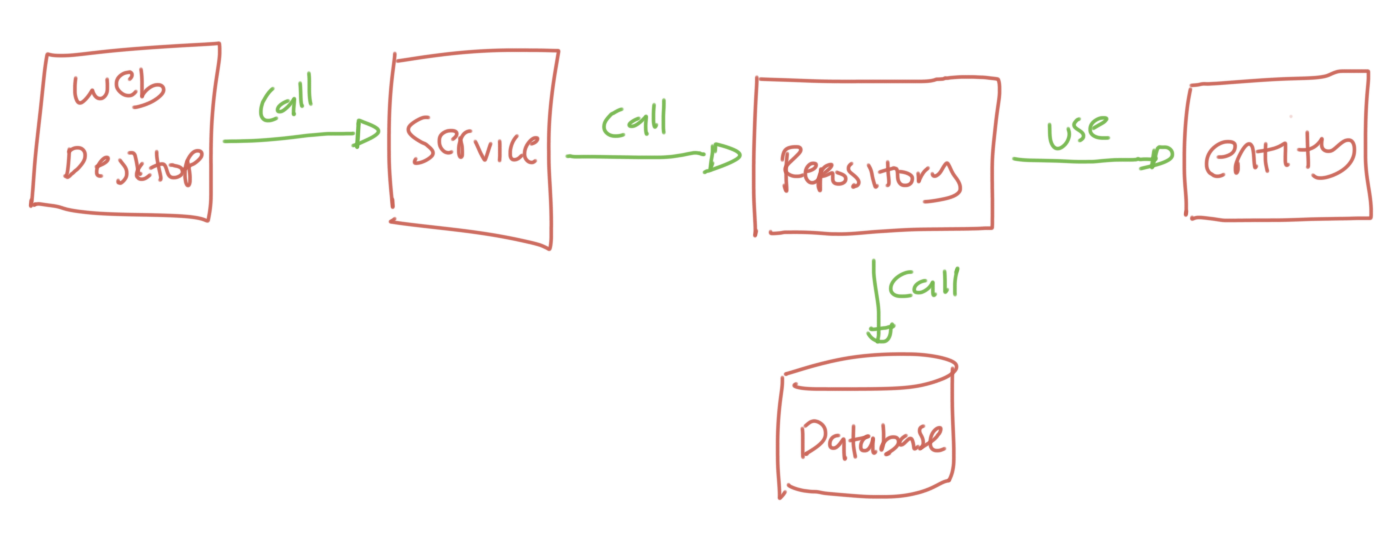 Web
Desktop
Call
Service
Call
Repository
use
entity
Call
Database